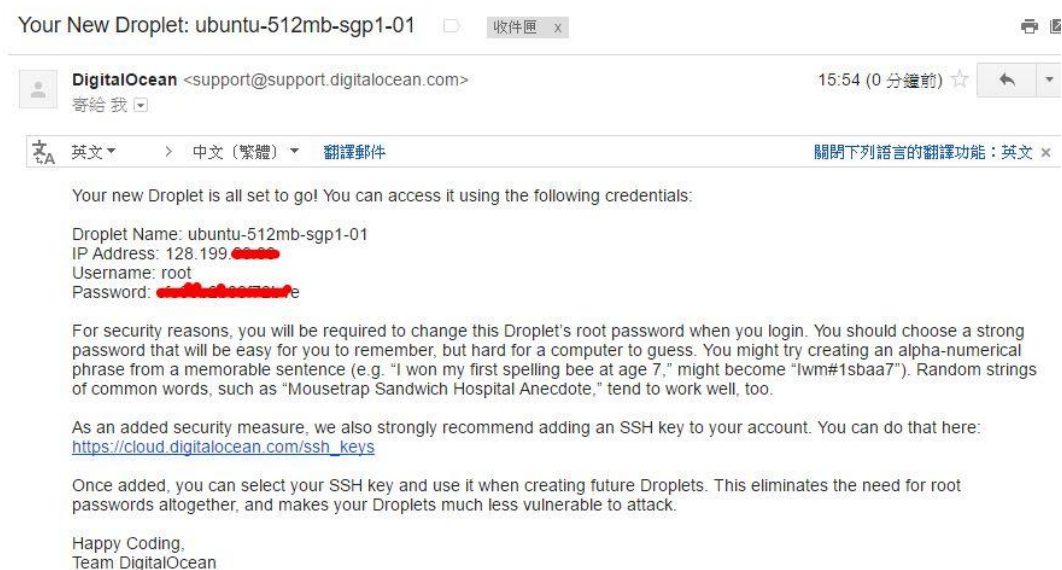 Your New Droplet: ubuntu-512mb-sgp1-01 收件匣 x
DigitalOcean <support@support.digitalocean.com> 15:54 (0 分鐘前)
寄給 我
英文 > 中文（繁體） 翻譯郵件 關閉下列語言的翻譯功能：英文 ×
Your new Droplet is all set to go! You can access it using the following credentials:
Droplet Name: ubuntu-512mb-sgp1-01
IP Address: 128.199.
Username: root
Password:
For security reasons, you will be required to change this Droplet's root password when you login. You should choose a strong
password that will be easy for you to remember, but hard for a computer to guess. You might try creating an alpha-numerical
phrase from a memorable sentence (e.g. “I won my first spelling bee at age 7,” might become “Iwm#1sbaa7”). Random strings
of common words, such as “Mousetrap Sandwich Hospital Anecdote,” tend to work well, too.
As an added security measure, we also strongly recommend adding an SSH key to your account. You can do that here:
https://cloud.digitalocean.com/ssh_keys
Once added, you can select your SSH key and use it when creating future Droplets. This eliminates the need for root
passwords altogether, and makes your Droplets much less vulnerable to attack.
Happy Coding,
Team DigitalOcean